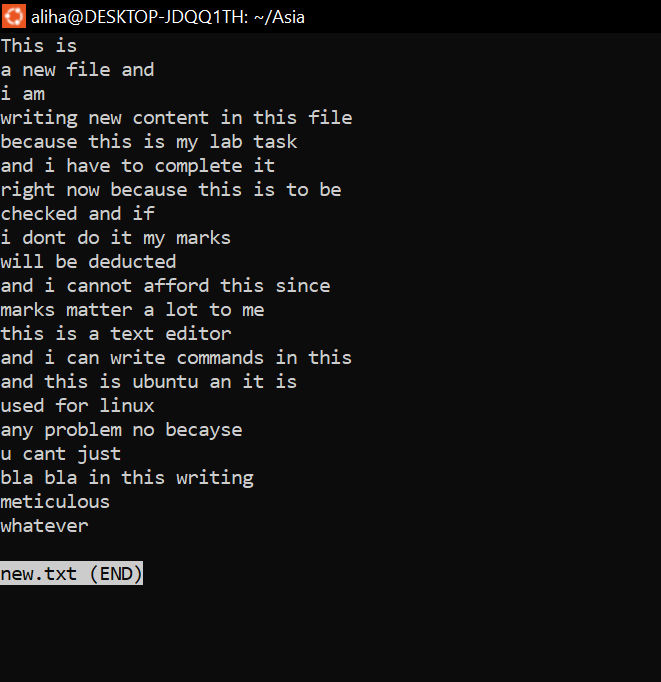 aliha@DESKTOP-JDQQ1TH: ~/Asia
This is
a new file and
i am
writing new content in this file
because this is my lab task
and i have to complete it
right now because this is to be
checked and if
i dont do it my marks
will be deducted
and i cannot afford this since
marks matter a lot to me
this is a text editor
and i can write commands in this
and this is ubuntu an it is
used for linux
any problem no becayse
u cant just
bla bla in this writing
meticulous
whatever
new.txt (END)